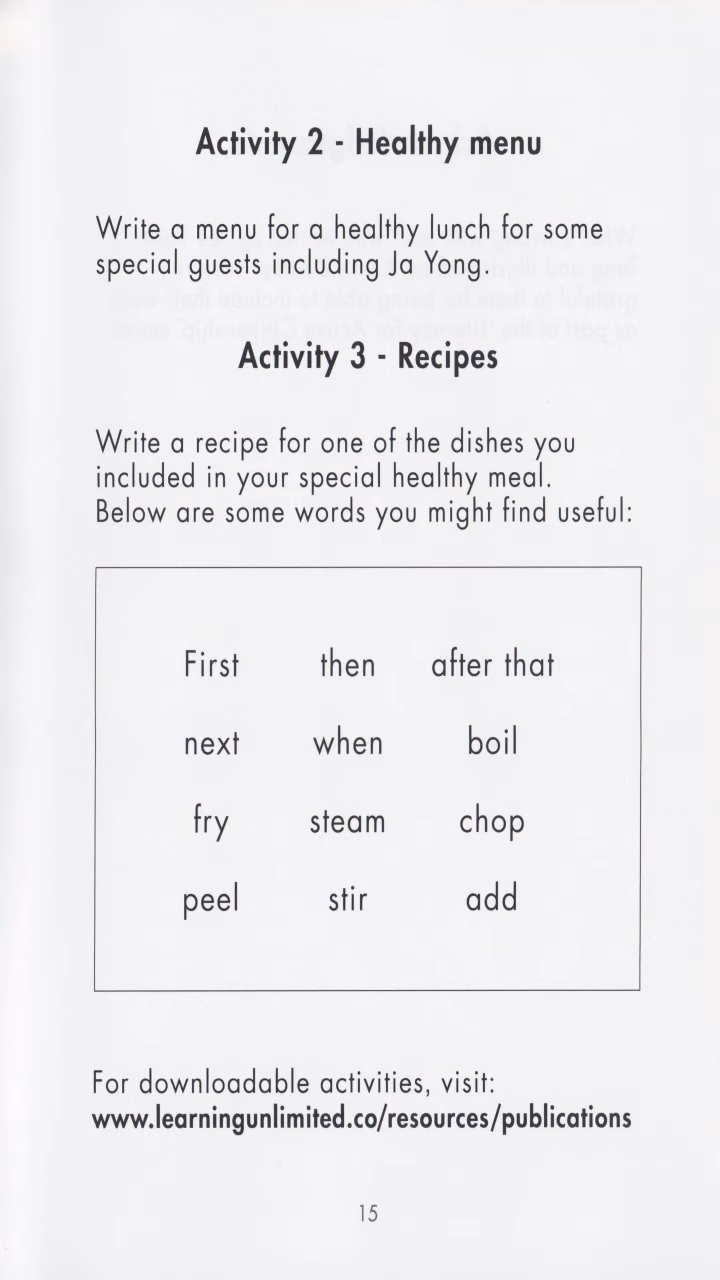 Activity 2 - Healthy menu
Write a menu for a healthy lunch for some
special guests including Ja Yong.
Activity 3 - Recipes
Write a recipe for one of the dishes you
included in your special healthy meal.
Below are some words you might find useful:
First then after that
next when boil
fry steam chop
peel stir add
For downloadable activities, visit:
www.learningunlimited.co/resources/publications
15